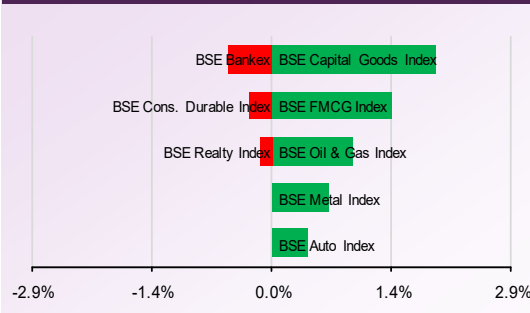 BSE Bankex BSE Capital Goods Index
BSE Cons. Durable Index BSE FMCG Index
BSE Realty Index BSE Oil & Gas Index
BSE Metal Index
BSE Auto Index
-2.9% -1.4% 0.0% 1.4% 2.9%